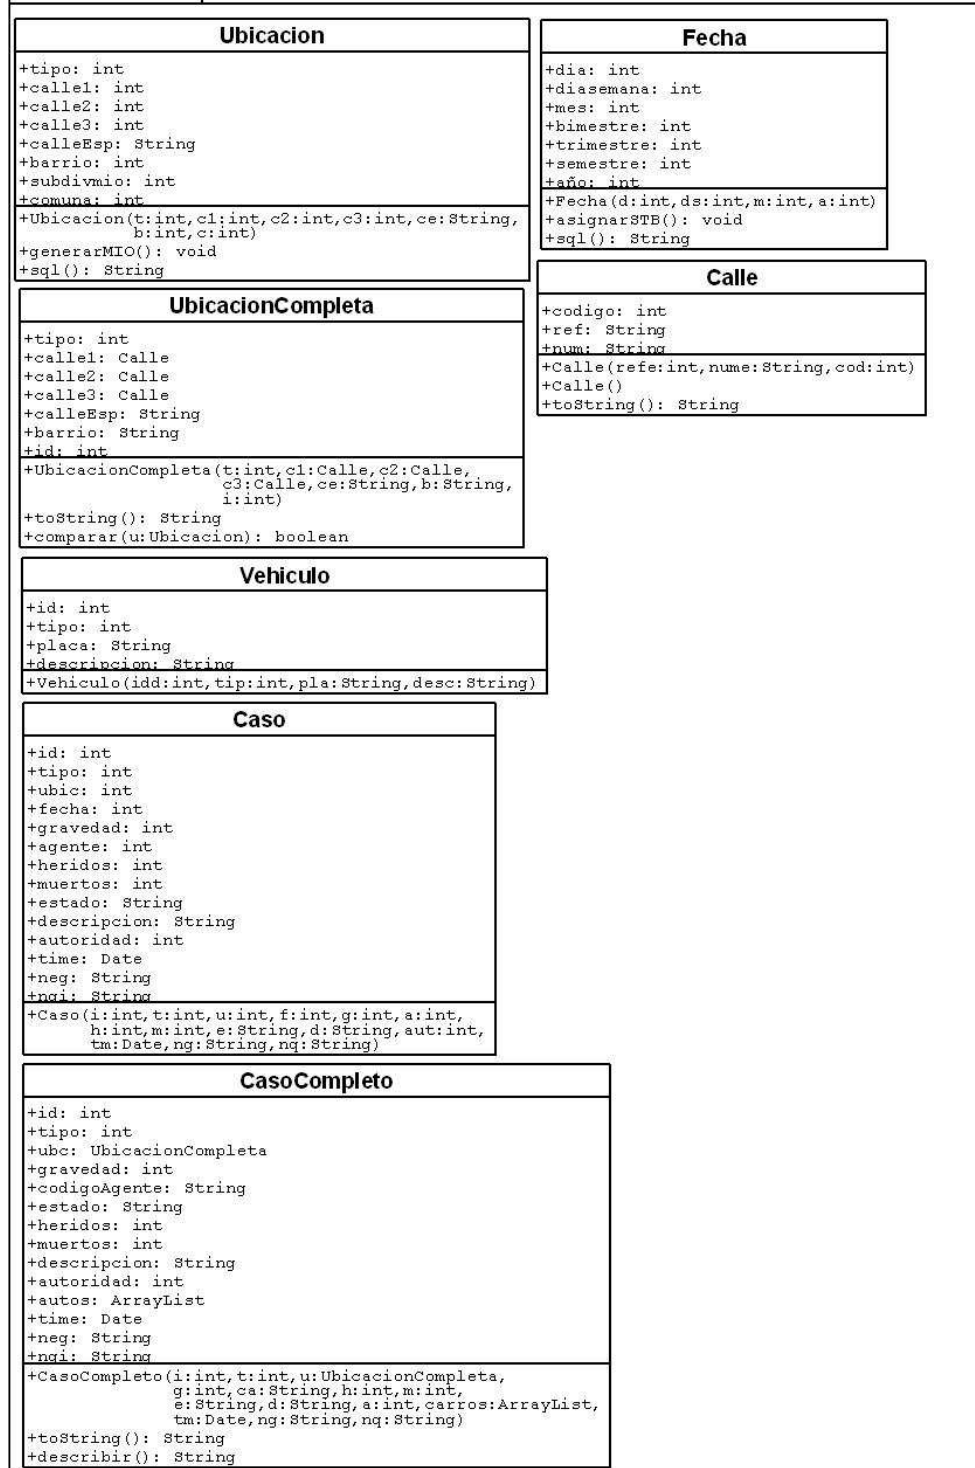 Ubicacion
+tipo: int
+calle1: int
+calle2: int
+calle3: int
+calleEsp: String
+barrio: int
+subdivmio: int
+comuna: int
+Ubicacion(t:int,c1:int,c2:int,c3:int,ce:String,
b:int,c:int)
+generarMIO(): void
+sql(): String
Fecha
+dia: int
+diasemana: int
+mes: int
+bimestre: int
+trimestre: int
+semestre: int
+año: int
+Fecha(d:int,ds:int,m:int,a:int)
+asignarSTB(): void
+sql(): String
Calle
+codigo: int
+ref: String
+num: String
+Calle(refe:int,nume:String,cod:int)
+Calle()
+toString(): String
UbicacionCompleta
+tipo: int
+calle1: Calle
+calle2: Calle
+calle3: Calle
+calleEsp: String
+barrio: String
+id: int
+UbicacionCompleta(t:int,c1:Calle,c2:Calle,
c3:Calle,ce:String,b:String,
i:int)
+toString(): String
+comparar(u:Ubicacion): boolean
Vehiculo
+id: int
+tipo: int
+placa: String
+descripcion: String
+Vehiculo(idd:int,tip:int,pla:String,desc:String)
Caso
+id: int
+tipo: int
+ubic: int
+fecha: int
+gravedad: int
+agente: int
+heridos: int
+muertos: int
+estado: String
+descripcion: String
+autoridad: int
+time: Date
+neg: String
+nqi: String
+Caso(i:int,t:int,u:int,f:int,g:int,a:int,
h:int,m:int,e:String,d:String,aut:int,
tm:Date,ng:String,nq:String)
CasoCompleto
+id: int
+tipo: int
+ubc: UbicacionCompleta
+gravedad: int
+codigoAgente: String
+estado: String
+heridos: int
+muertos: int
+descripcion: String
+autoridad: int
+autos: ArrayList
+time: Date
+neg: String
+nqi: String
+CasoCompleto(i:int,t:int,u:UbicacionCompleta,
g:int,ca:String,h:int,m:int,
e:String,d:String,a:int,carros:ArrayList,
tm:Date,ng:String,nq:String)
+toString(): String
+describir(): String